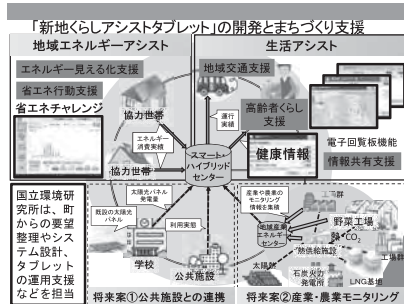 「新地くらしアシストタブレット」の開発とまちづくり支援
地域エネルギーアシスト
生活アシスト
エネルギー見える化支援
省エネ行動支援
省エネチャレンジ
地域交通支援
高齢者くらし
支援
電子回覧板機能
情報共有支援
健康情報
協力世帯
協力世帯
運行
実績
エネルギー
消費実績
スマート・
ハイブリッド
センター
国立環境研
究所は、町
からの要望
整理やシス
テム設計、
タブレット
の運用支援
などを担当
太陽光パネル
発電量
既設の太陽光
パネル
利用実態
学校
公共施設
将来案①公共施設との連携
産業や農業の
モニタリング
情報を集積
地域産業
エネルギー
センター
工場群
野菜工場
熱・CO2
熱供給施設
工場群
太陽熱
石炭火力
発電所
LNG基地
将来案②産業・農業モニタリング